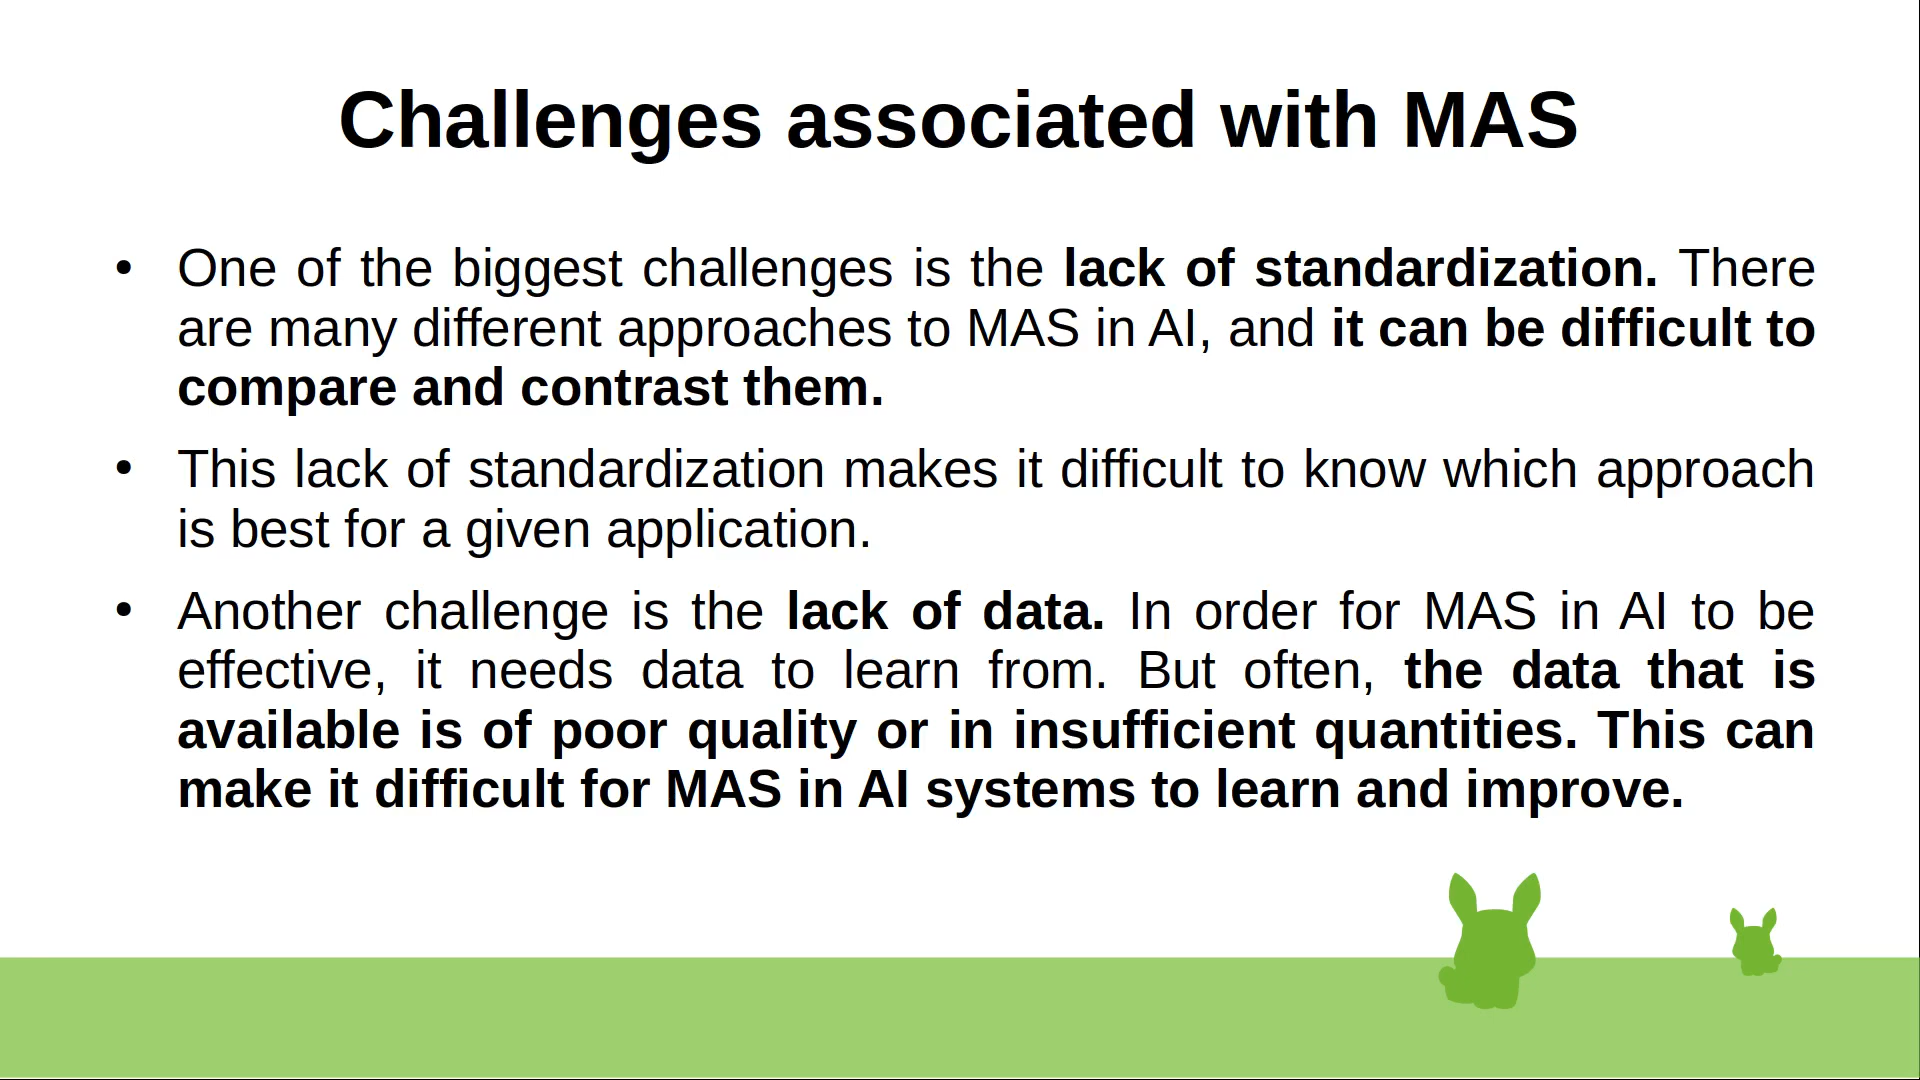 Challenges associated with MAS
• One of the biggest challenges is the lack of standardization. There
are many different approaches to MAS in AI, and it can be difficult to
compare and contrast them.
• This lack of standardization makes it difficult to know which approach
is best for a given application.
• Another challenge is the lack of data. In order for MAS in AI to be
effective, it needs data to learn from. But often, the data that is
available is of poor quality or in insufficient quantities. This can
make it difficult for MAS in AI systems to learn and improve.